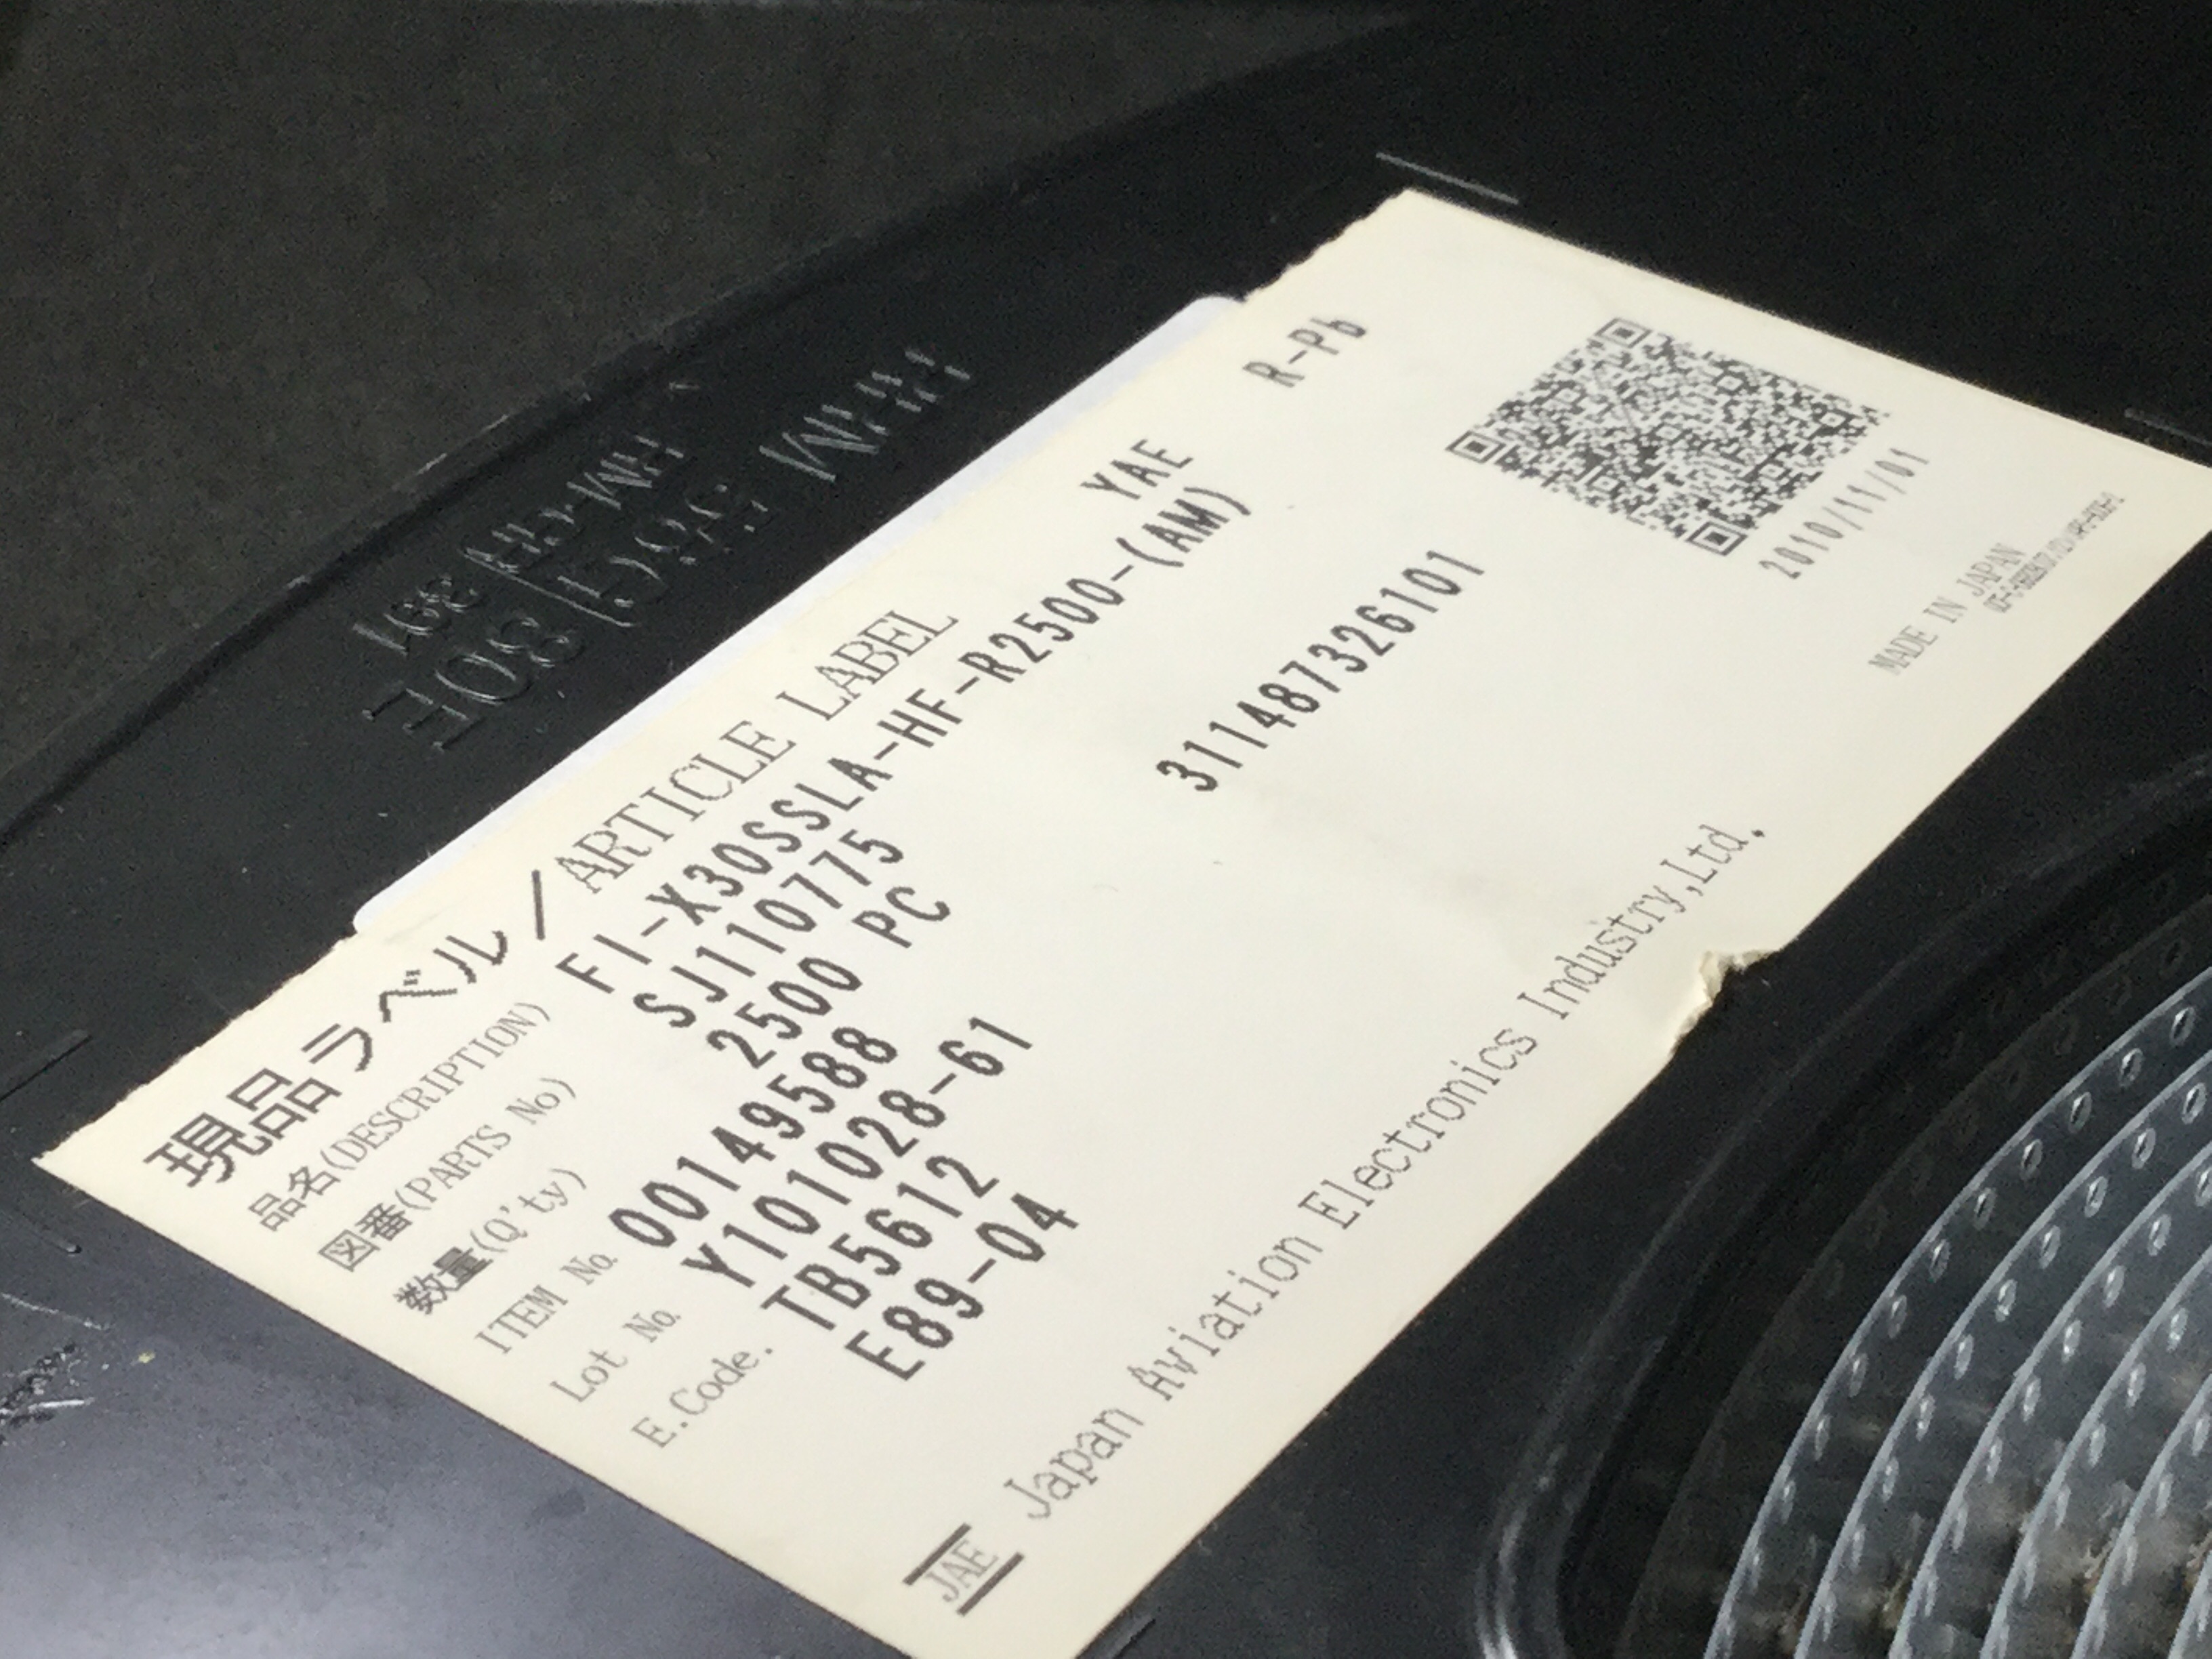 現品ラベル/ARTICLE LABEL
R-Pb
品名(DESCRIPTION) FI-X30SSLA-HF-R2500-(AM)
YAE
図番(PARTS No) SJ110775
数量(Q'ty) 2500 PC
ITEM No. 00149588
311487326101
Lot No. Y101028-61
TB5612
E.Code. E89-04
2010/11/01
JAE Japan Aviation Electronics Industry,Ltd.
MADE IN JAPAN